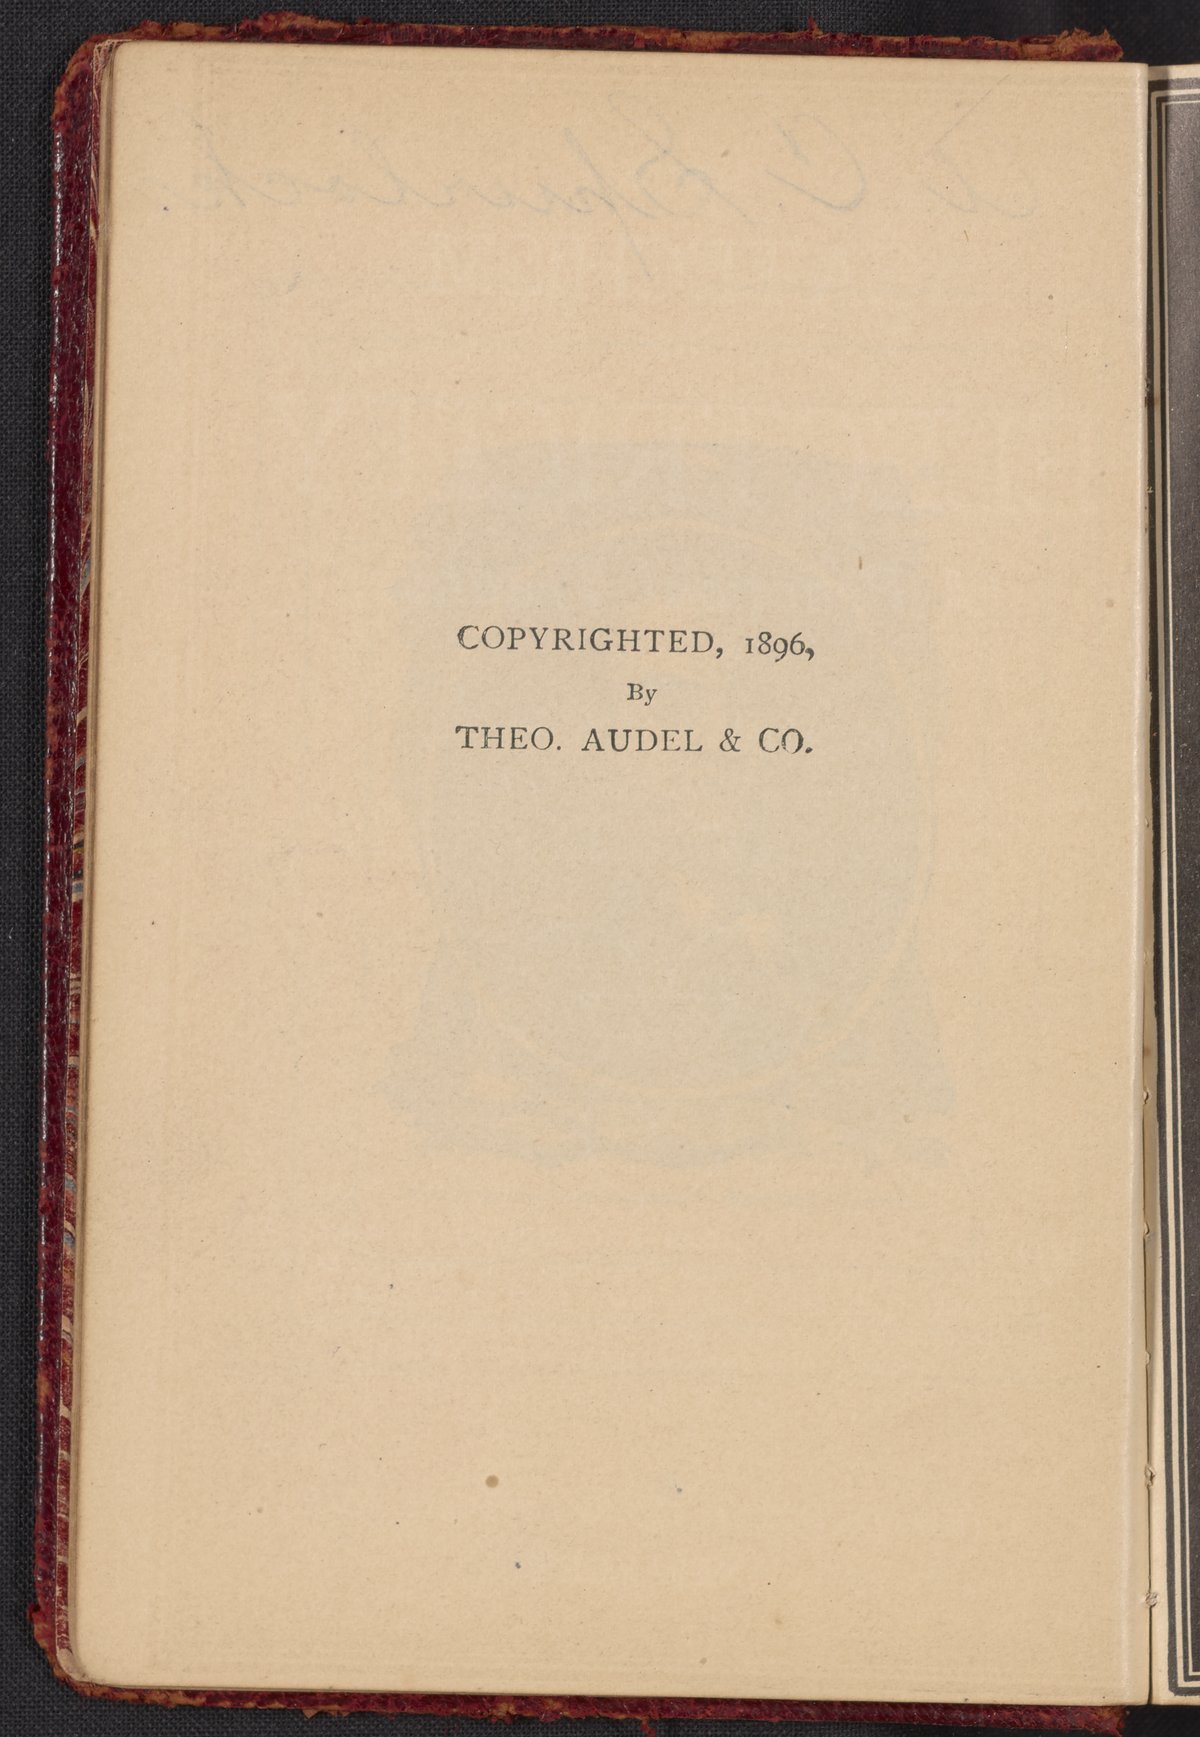 COPYRIGHTED, 1896,
By
THEO. AUDEL & CO.